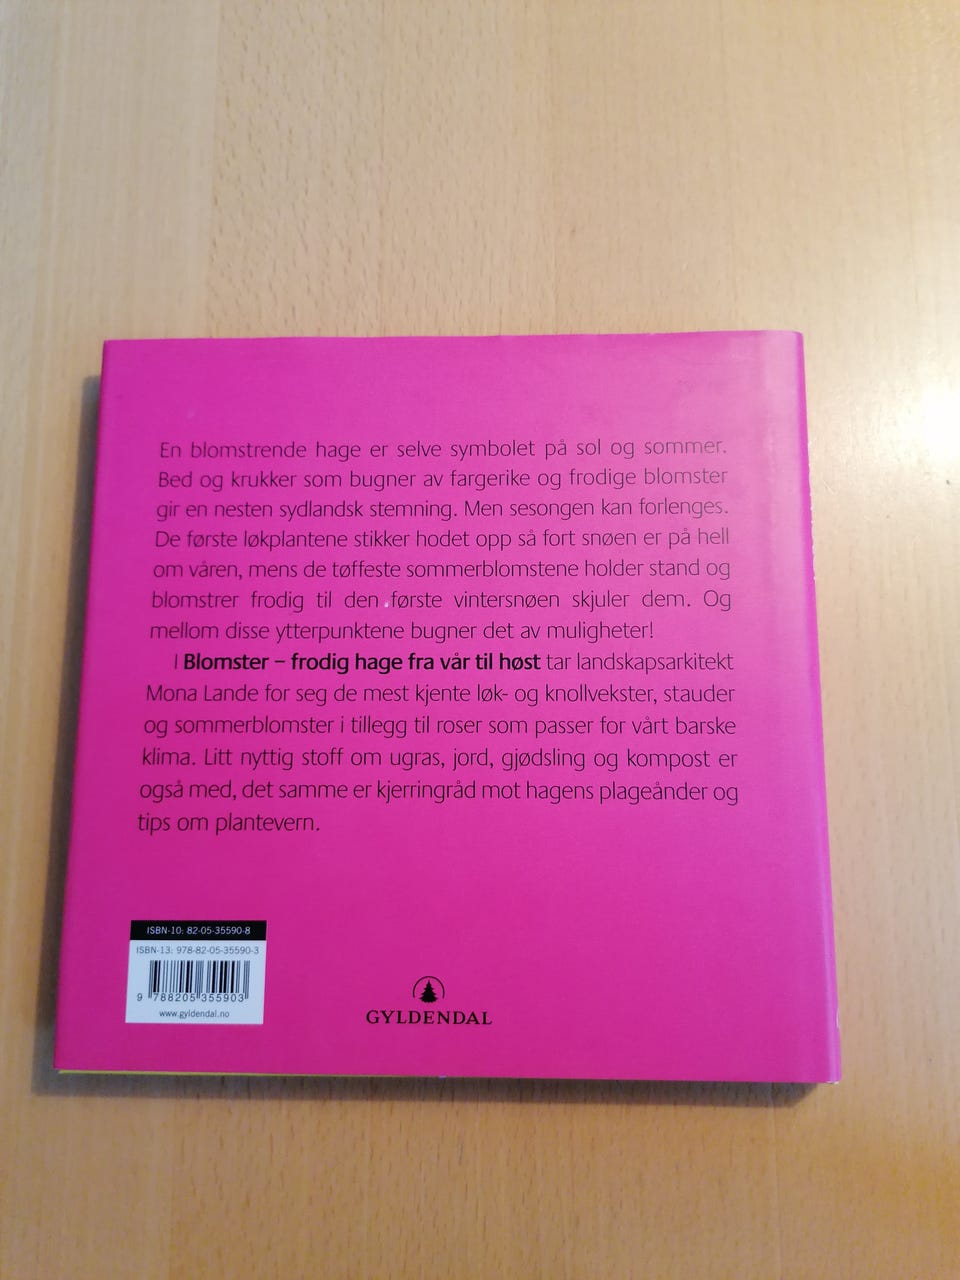 En blomstrende hage er selve symbolet på sol og sommer.
Bed og krukker som bugner av fargerike og frodige blomster
gir en nesten sydlandsk stemning. Men sesongen kan forlenges.
De første løkplantene stikker hodet opp så fort snøen er på hell
om våren, mens de tøffeste sommerblomstene holder stand og
blomstrer frodig til den første vintersnøen skjuler dem. Og
mellom disse ytterpunktene bugner det av muligheter!
I Blomster – frodig hage fra vår til høst tar landskapsarkitekt
Mona Lande for seg de mest kjente løk- og knollvekster, stauder
og sommerblomster i tillegg til roser som passer for vårt barske
klima. Litt nyttig stoff om ugras, jord, gjødsling og kompost er
også med, det samme er kjerringråd mot hagens plageånder og
tips om plantevern.
ISBN-10: 82-05-35590-8
ISBN-13: 978-82-05-35590-3
9 788205 355903
www.gyldendal.no
GYLDENDAL